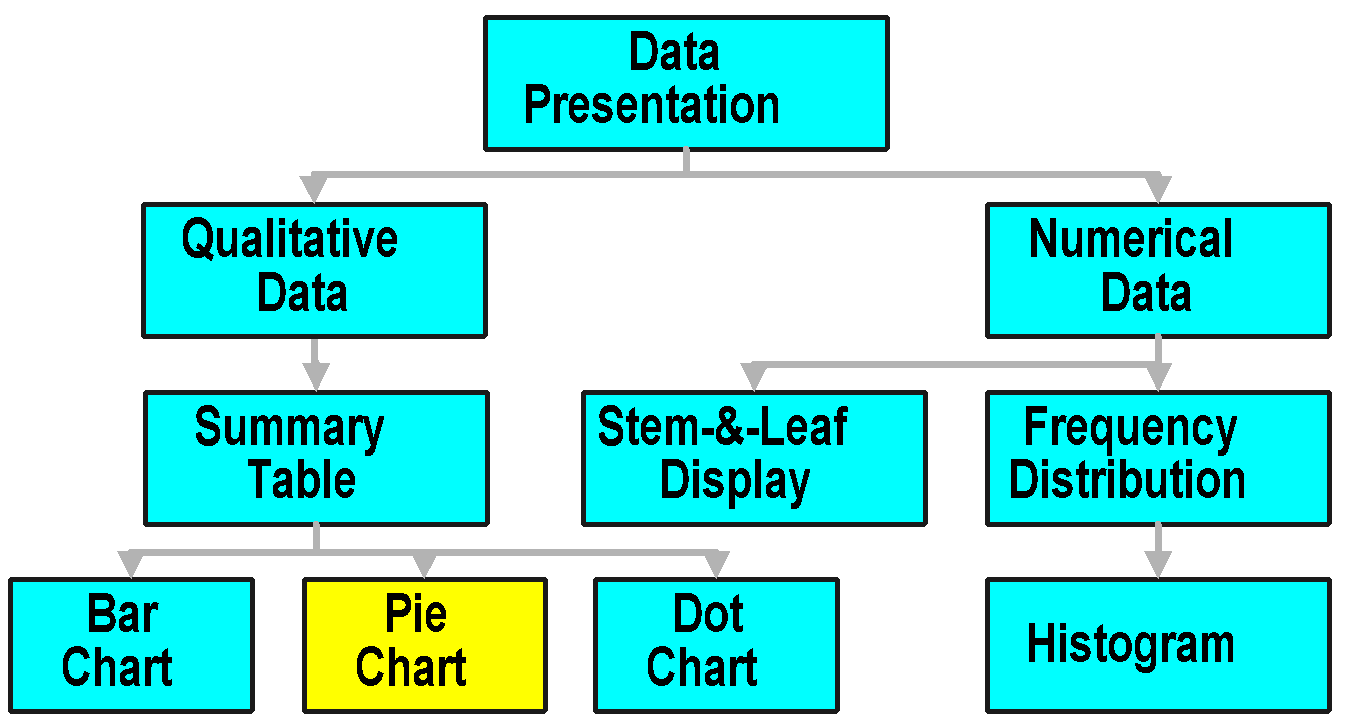 Data
Presentation
Qualitative
Data
Numerical
Data
Summary
Table
Stem-&-Leaf
Display
Frequency
Distribution
Bar
Chart
Pie
Chart
Dot
Chart
Histogram